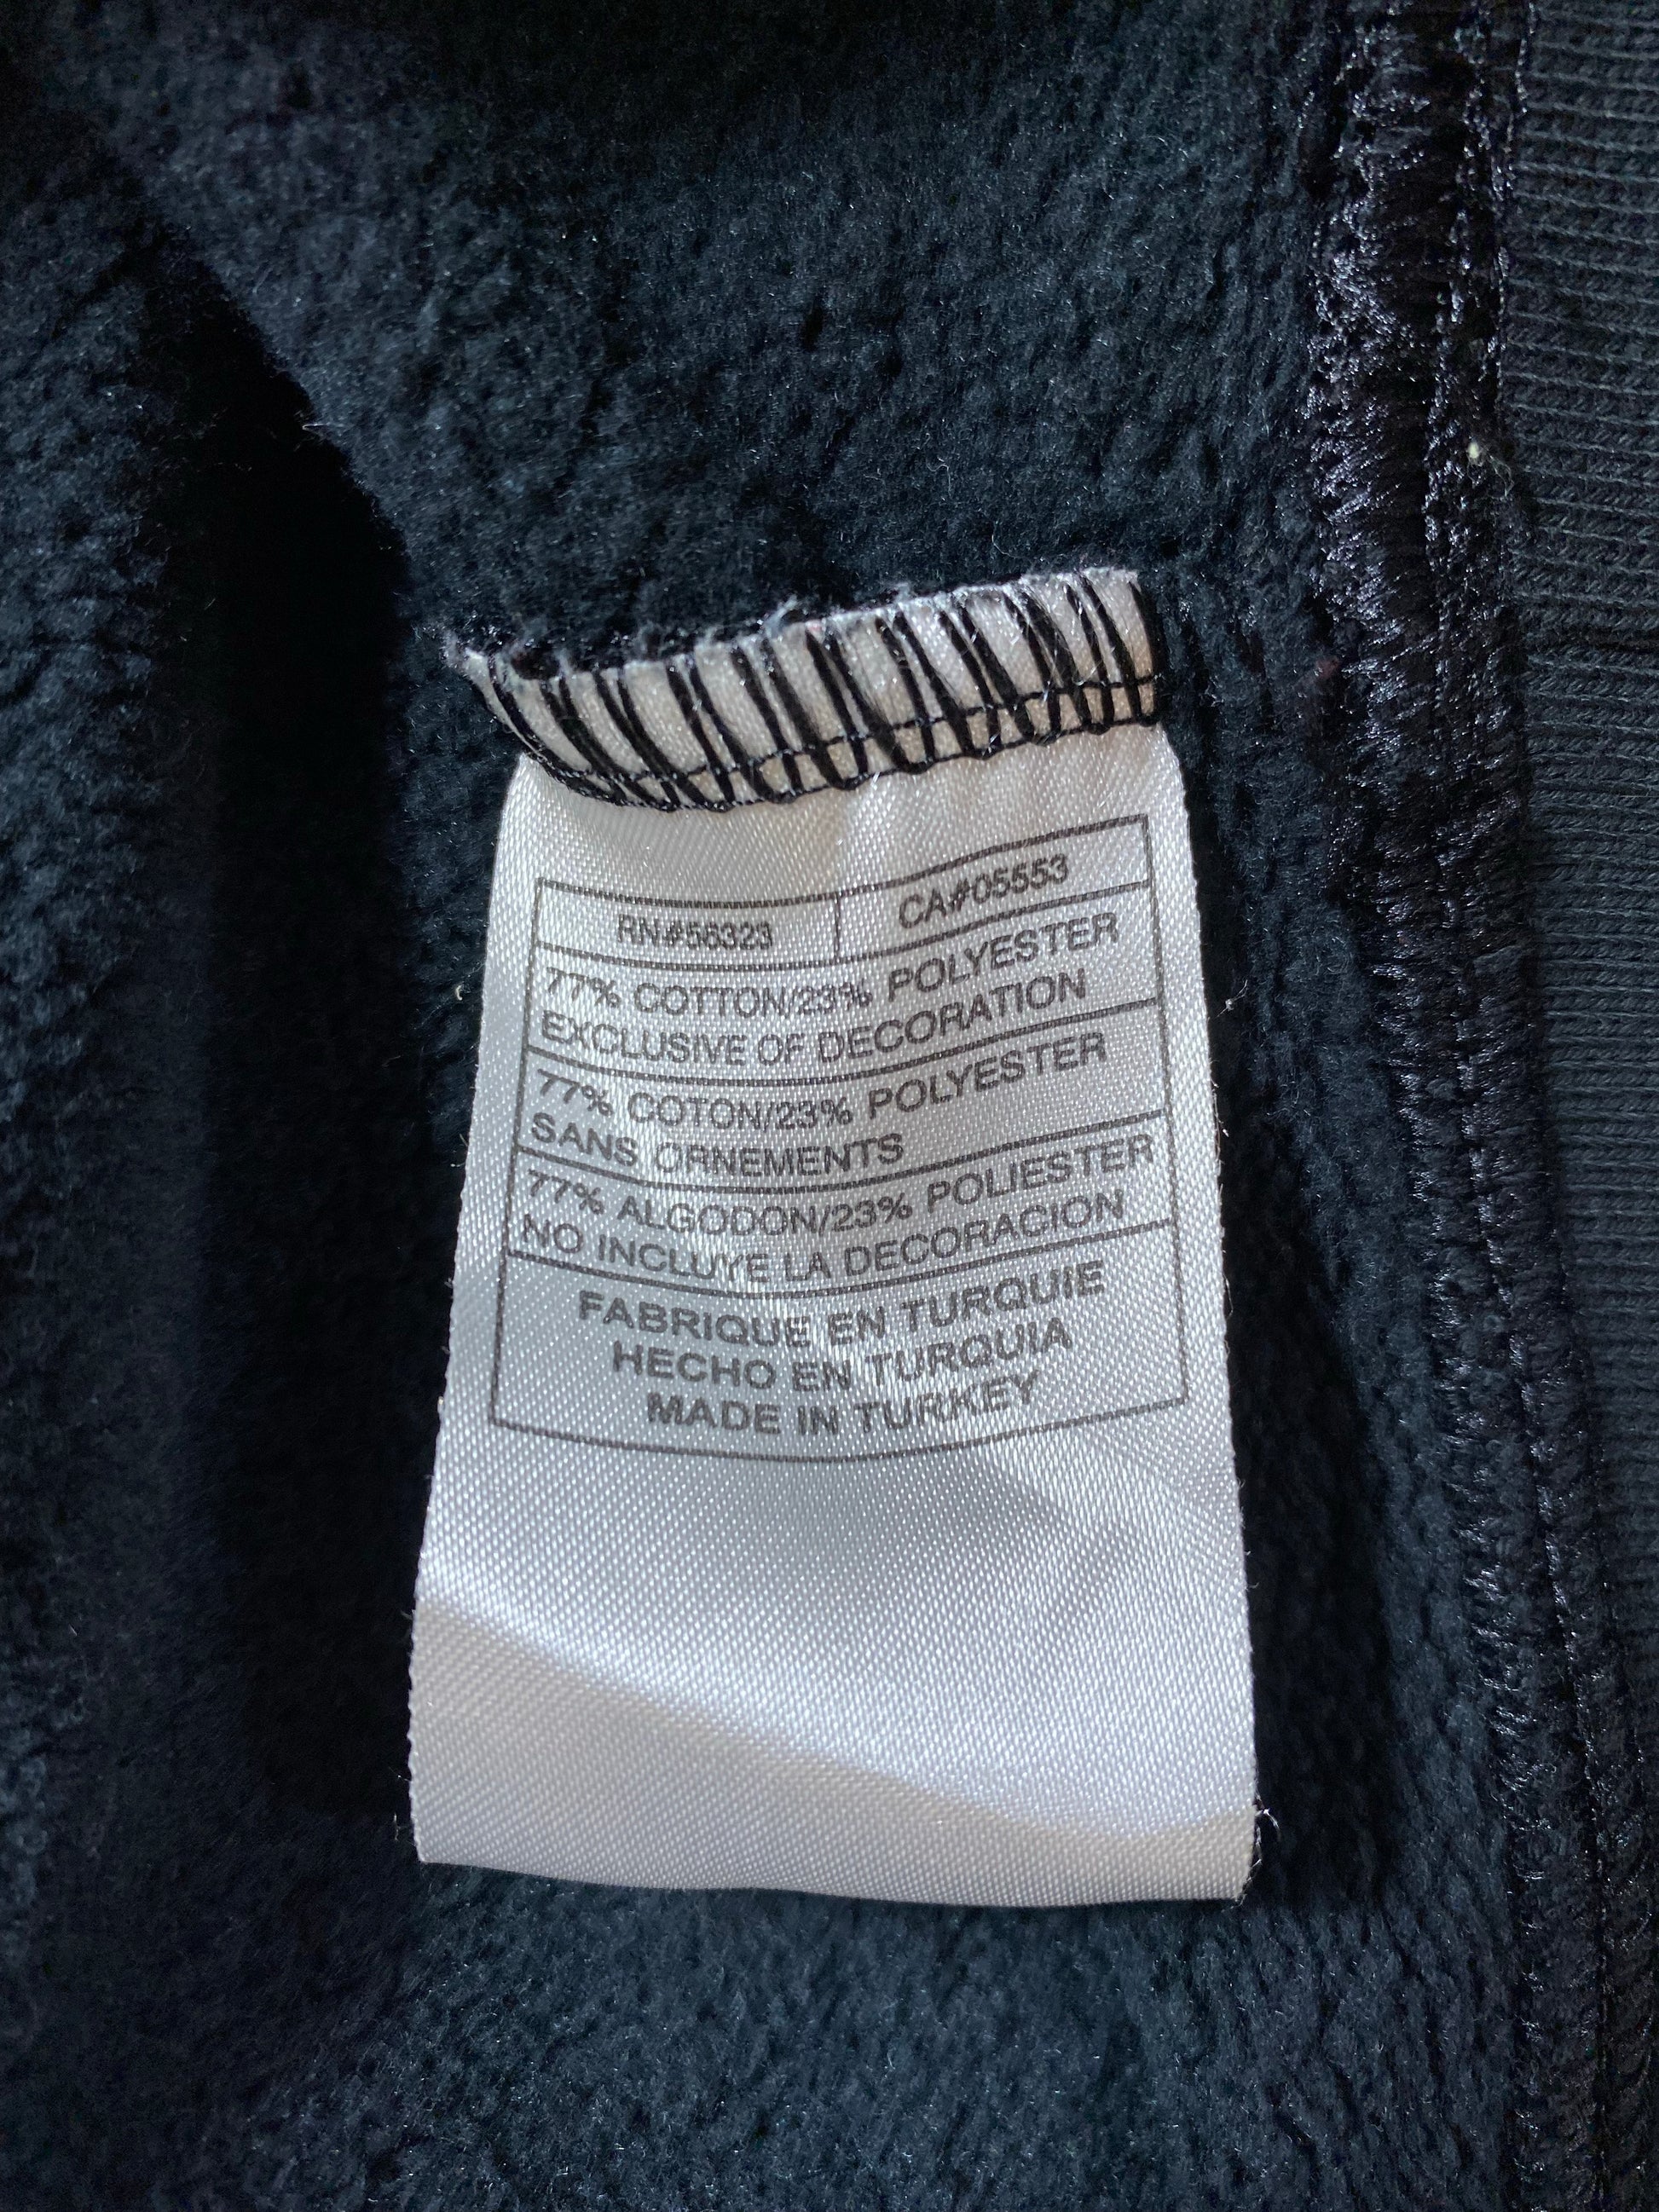 RN#56323 CA#05553
77% COTTON/23% POLYESTER
EXCLUSIVE OF DECORATION
77% COTON/23% POLYESTER
SANS ORNEMENTS
77% ALGODON/23% POLIESTER
NO INCLUYE LA DECORACION
FABRIQUE EN TURQUIE
HECHO EN TURQUIA
MADE IN TURKEY